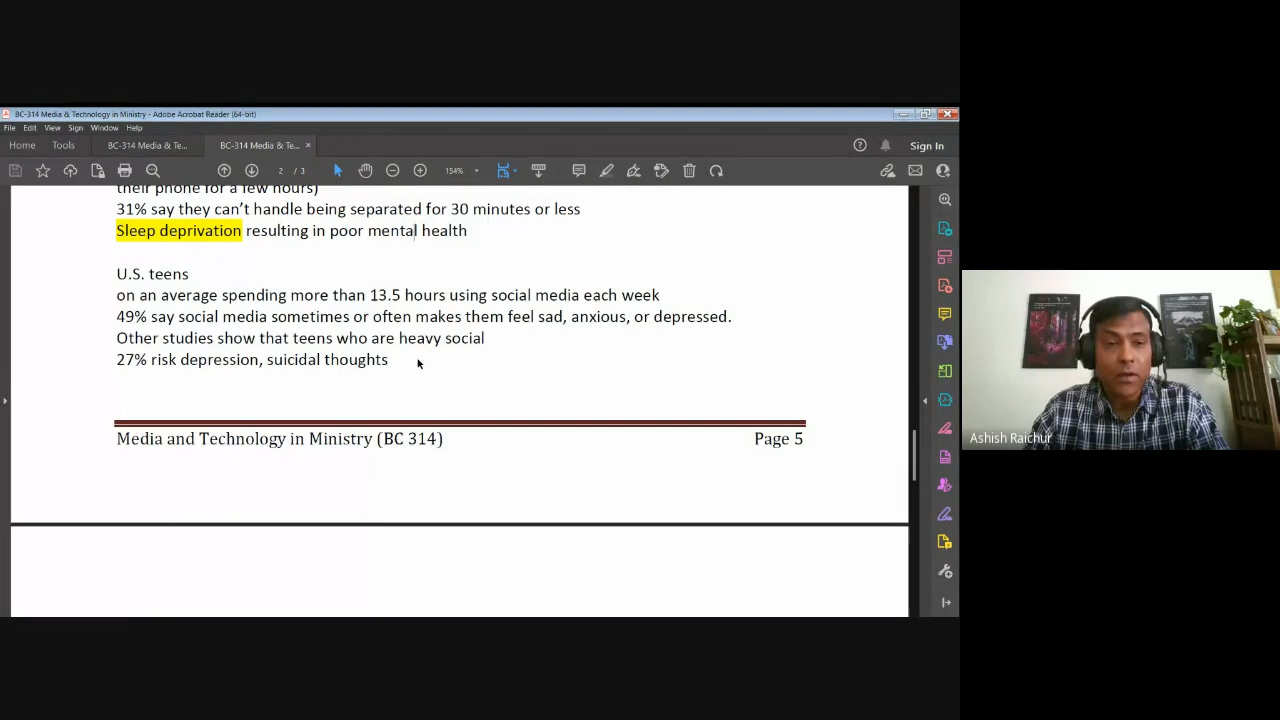 BC-314 Media & Technology in Ministry - Adobe Acrobat Reader (64-bit)
File Edit View Sign Window Help
Home Tools BC-314 Media & Te... BC-314 Media & Te... × Sign In
2 / 3 154%
their phone for a few hours)
31% say they can’t handle being separated for 30 minutes or less
Sleep deprivation resulting in poor mental health
U.S. teens
on an average spending more than 13.5 hours using social media each week
49% say social media sometimes or often makes them feel sad, anxious, or depressed.
Other studies show that teens who are heavy social
27% risk depression, suicidal thoughts
Media and Technology in Ministry (BC 314) Page 5
Ashish Raichur